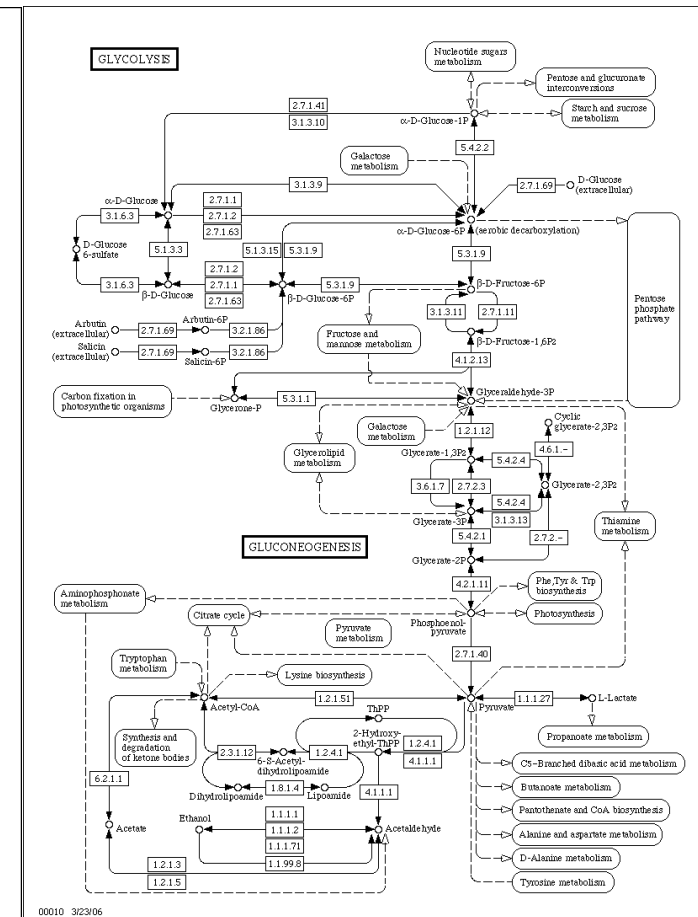 GLYCOLYSIS
Nucleotide sugars
metabolism
Pentose and glucuronate
interconversions
Starch and sucrose
metabolism
2.7.1.41
3.1.3.10
α-D-Glucose-1P
5.4.2.2
Galactose
metabolism
3.1.3.9
2.7.1.69
D-Glucose
(extracellular)
α-D-Glucose
2.7.1.1
2.7.1.2
2.7.1.63
3.1.6.3
α-D-Glucose-6P
(aerobic decarboxylation)
D-Glucose
6-sulfate
5.1.3.3
5.1.3.15
5.3.1.9
5.3.1.9
2.7.1.2
2.7.1.1
2.7.1.63
3.1.6.3
β-D-Glucose
β-D-Glucose-6P
5.3.1.9
β-D-Fructose-6P
Pentose
phosphate
pathway
3.1.3.11
2.7.1.11
Arbutin
(extracellular)
2.7.1.69
Arbutin-6P
3.2.1.86
Salicin
(extracellular)
2.7.1.69
Salicin-6P
3.2.1.86
Fructose and
mannose metabolism
β-D-Fructose-1,6P2
4.1.2.13
Carbon fixation in
photosynthetic organisms
Glycerone-P
5.3.1.1
Glyceraldehyde-3P
Galactose
metabolism
1.2.1.12
Cyclic
glycerate-2,3P2
4.6.1.-
Glycerolipid
metabolism
Glycerate-1,3P2
5.4.2.4
3.6.1.7
2.7.2.3
Glycerate-2,3P2
5.4.2.4
3.1.3.13
Glycerate-3P
5.4.2.1
2.7.2.-
Thiamine
metabolism
GLUCONEOGENESIS
Glycerate-2P
4.2.1.11
Phe,Tyr & Trp
biosynthesis
Photosynthesis
Aminophosphonate
metabolism
Citrate cycle
Phosphoenol-
pyruvate
Pyruvate
metabolism
2.7.1.40
Tryptophan
metabolism
Lysine biosynthesis
Acetyl-CoA
1.2.1.51
Pyruvate
1.1.1.27
L-Lactate
ThPP
Propanoate metabolism
Synthesis and
degradation
of ketone bodies
2-Hydroxy-
ethyl-ThPP
1.2.4.1
4.1.1.1
2.3.1.12
6-S-Acetyl-
dihydrolipoamide
1.2.4.1
C5-Branched dibasic acid metabolism
6.2.1.1
Dihydrolipoamide
1.8.1.4
Lipoamide
4.1.1.1
Butanoate metabolism
Pantothenate and CoA biosynthesis
Acetate
Ethanol
1.1.1.1
1.1.1.2
1.1.1.71
1.1.99.8
Acetaldehyde
Alanine and aspartate metabolism
D-Alanine metabolism
1.2.1.3
1.2.1.5
Tyrosine metabolism
00010 3/23/06